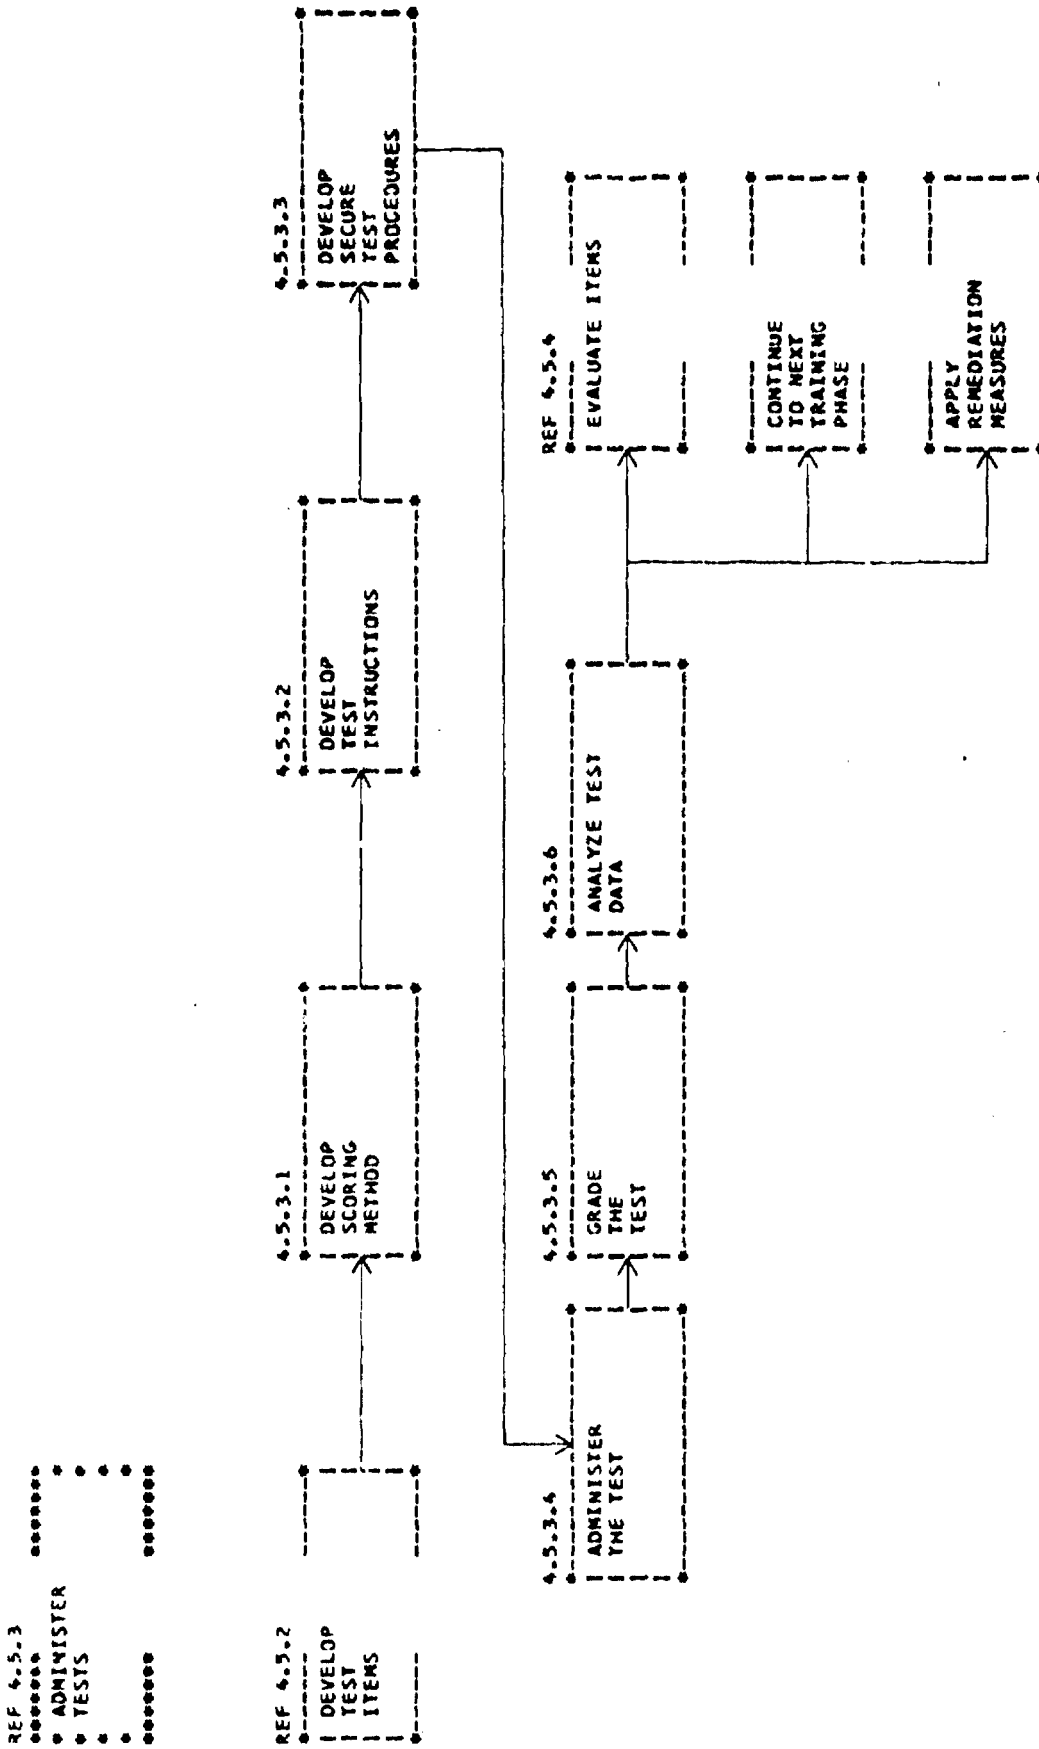 REF 4.5.3
ADMINISTER
TESTS
REF 4.5.2
DEVELOP
TEST
ITEMS
4.5.3.1
DEVELOP
SCORING
METHOD
4.5.3.2
DEVELOP
TEST
INSTRUCTIONS
4.5.3.3
DEVELOP
SECURE
TEST
PROCEDURES
4.5.3.4
ADMINISTER
THE TEST
4.5.3.5
GRADE
THE
TEST
4.5.3.6
ANALYZE TEST
DATA
REF 4.5.4
EVALUATE ITEMS
CONTINUE
TO NEXT
TRAINING
PHASE
APPLY
REMEDIATION
MEASURES